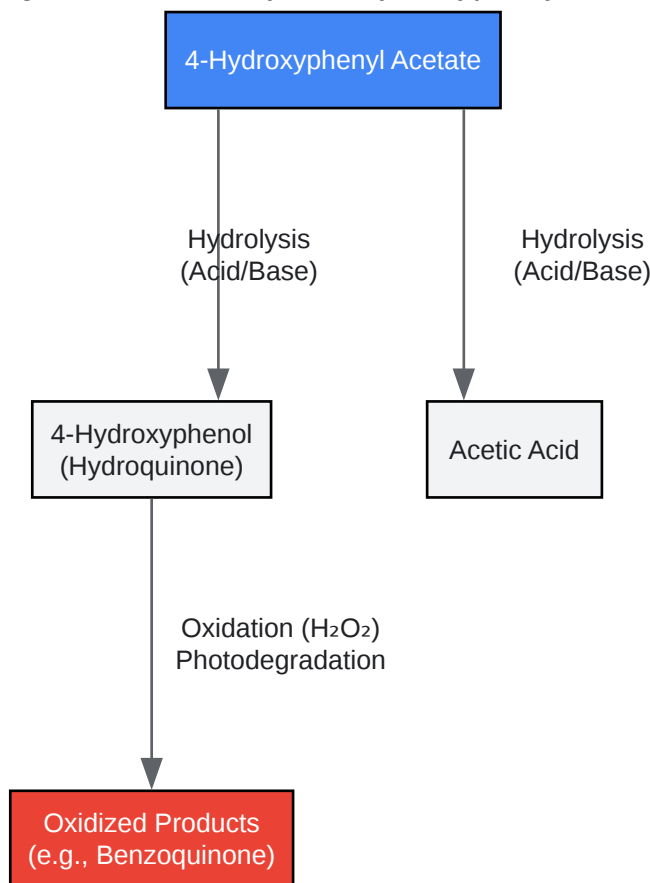 4-Hydroxyphenyl Acetate
Hydrolysis
(Acid/Base)
Hydrolysis
(Acid/Base)
4-Hydroxyphenol
(Hydroquinone)
Acetic Acid
Oxidation (H₂O₂)
Photodegradation
Oxidized Products
(e.g., Benzoquinone)